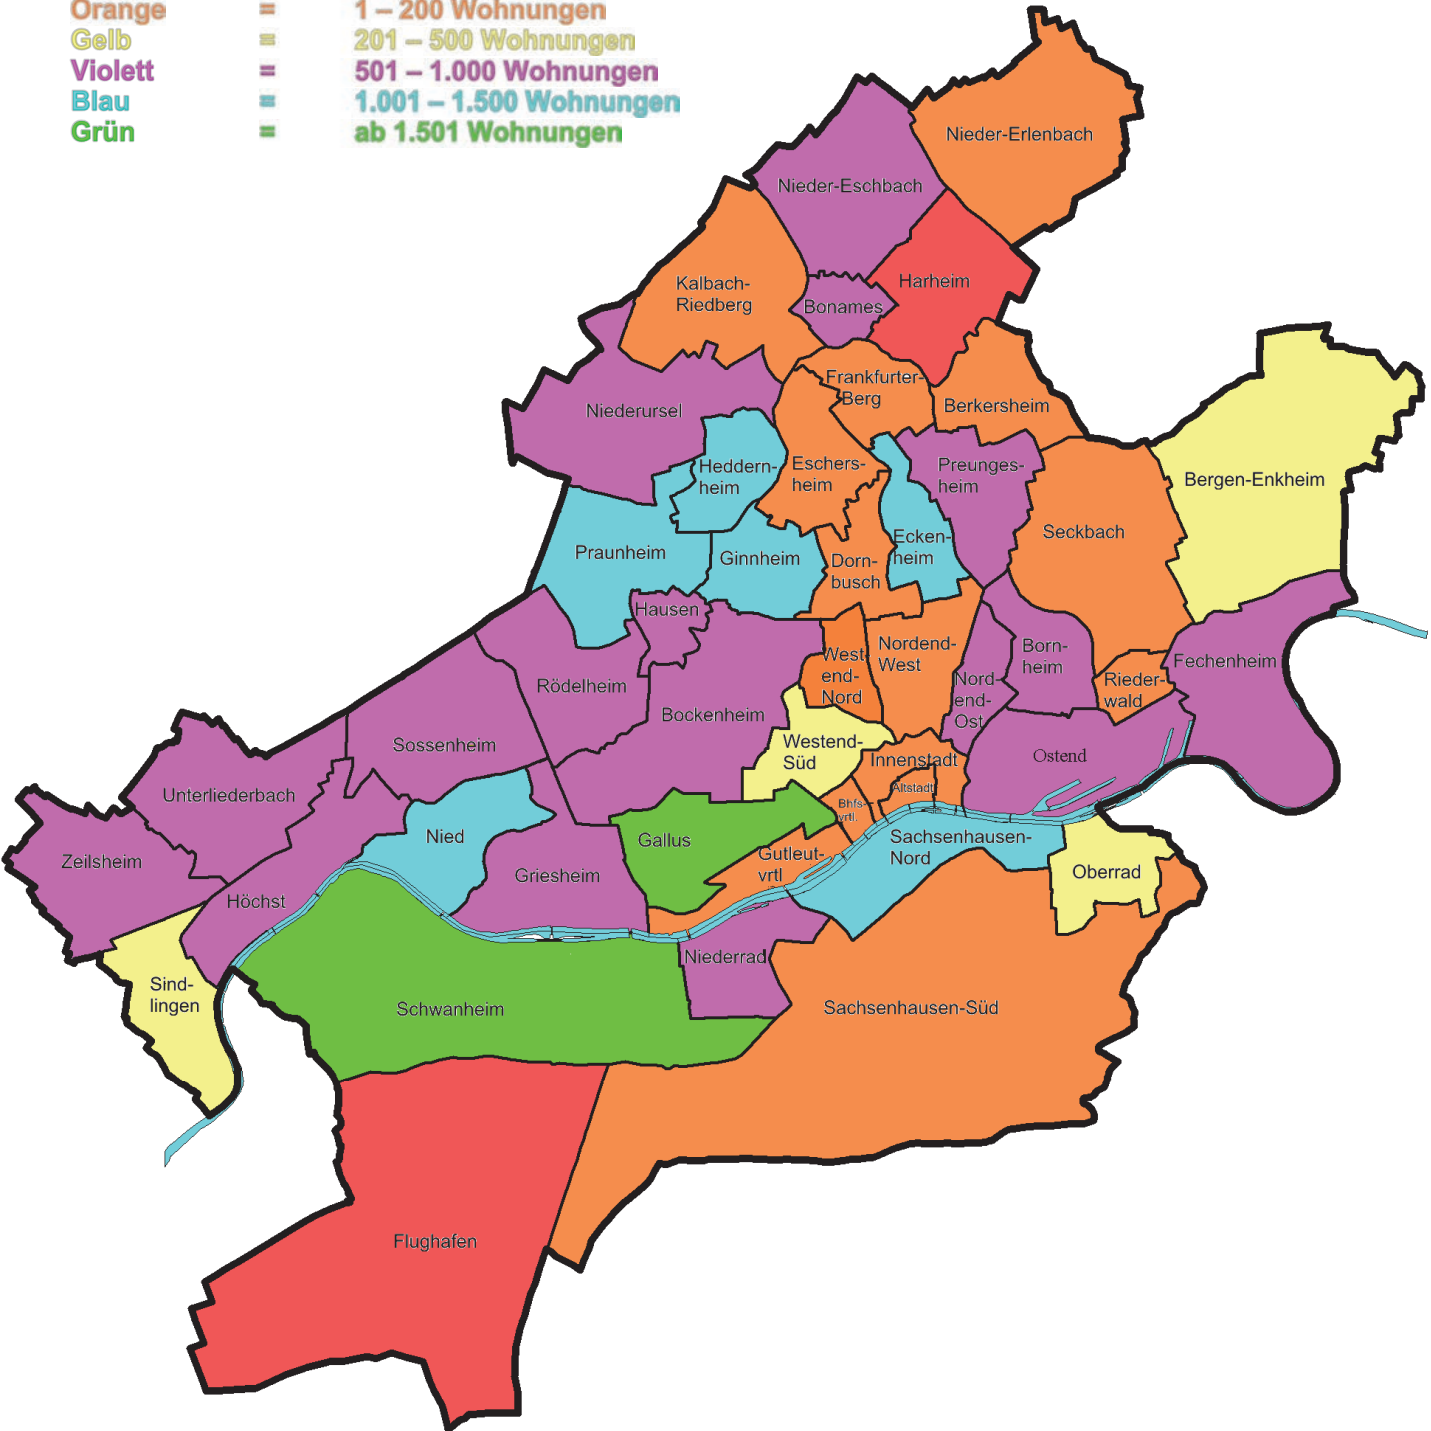 Orange = 1 – 200 Wohnungen
Gelb = 201 – 500 Wohnungen
Violett = 501 – 1.000 Wohnungen
Blau = 1.001 – 1.500 Wohnungen
Grün = ab 1.501 Wohnungen
Nieder-Erlenbach
Nieder-Eschbach
Harheim
Kalbach-
Riedberg
Bonames
Frankfurter-
Berg
Berkersheim
Niederursel
Heddern-
heim
Eschers-
heim
Preunges-
heim
Bergen-Enkheim
Seckbach
Praunheim
Ginnheim
Dorn-
busch
Ecken-
heim
Hausen
Nordend-
West
West
end-
Nord
Born-
heim
Fechenheim
Rieder-
wald
Nord-
end-
Ost
Rödelheim
Bockenheim
Sossenheim
Westend-
Süd
Innenstadt
Ostend
Altstadt
Bhfs-
vrtl.
Unterliederbach
Nied
Gallus
Gutleut-
vrtl
Sachsenhausen-
Nord
Oberrad
Zeilsheim
Höchst
Griesheim
Niederrad
Sind-
lingen
Schwanheim
Sachsenhausen-Süd
Flughafen